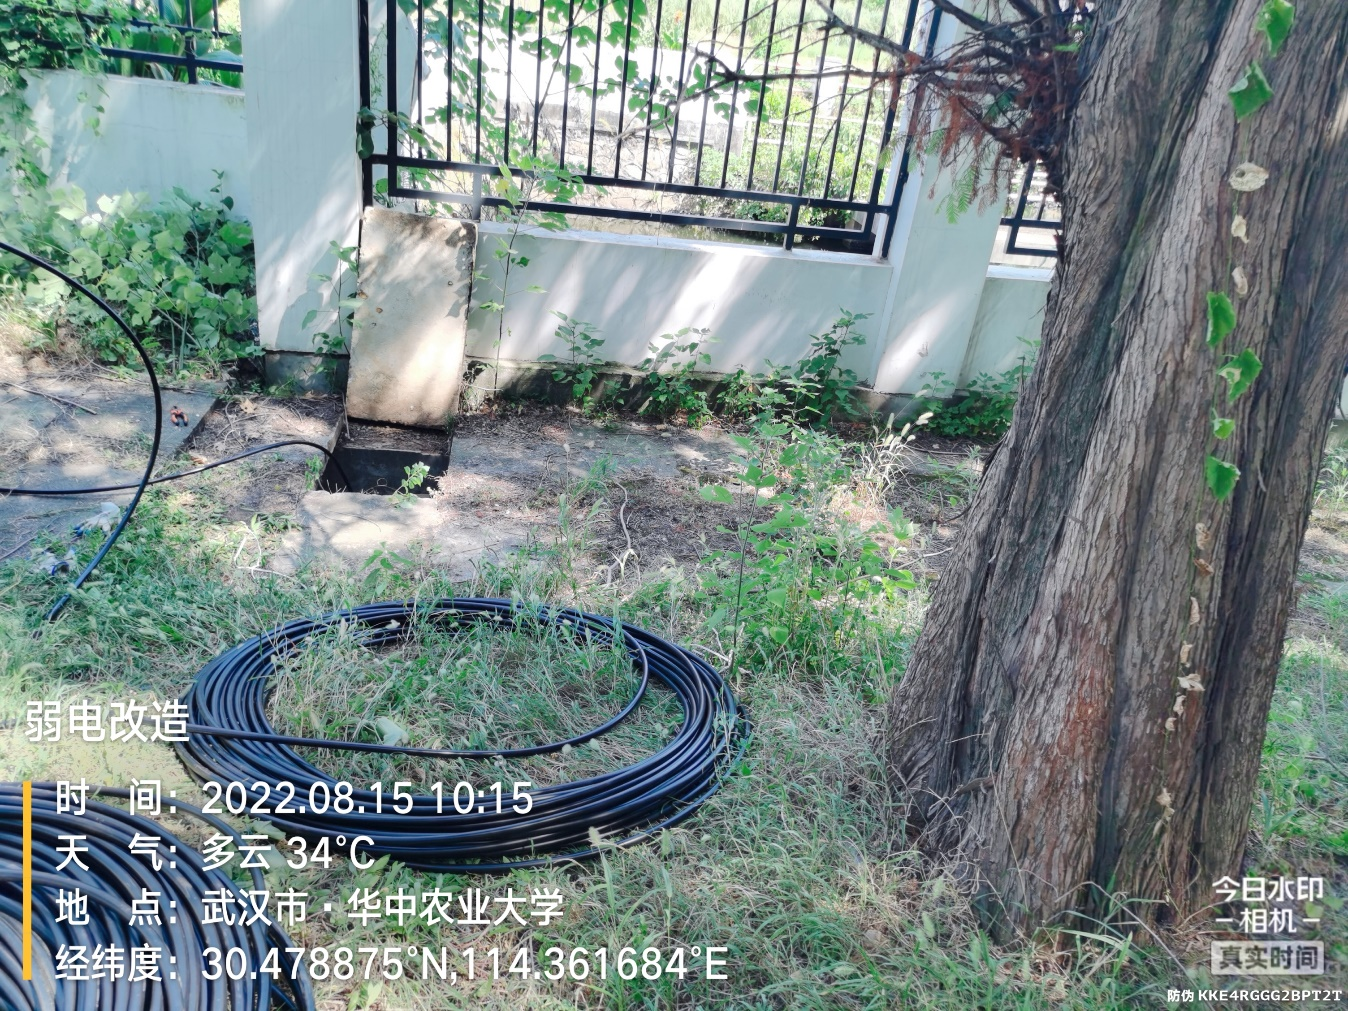 弱电改造
时 间：2022.08.15 10:15
天 气：多云 34°C
地 点：武汉市·华中农业大学
经纬度：30.478875°N,114.361684°E
今日水印
相机
真实时间
防伪 KKE4RGGG2BPT2T